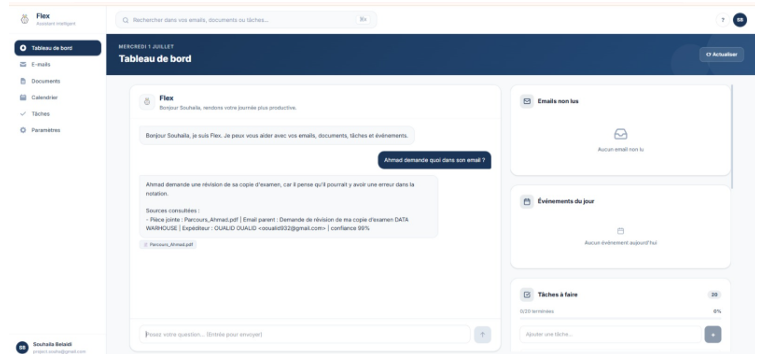 Flex
Assistant intelligent
Rechercher dans vos emails, documents ou tâches...
?
SB
Tableau de bord
E-mails
Documents
Calendrier
Tâches
Paramètres
MERCREDI 1 JUILLET
Tableau de bord
Actualiser
Flex
Bonjour Souhaila, rendons votre journée plus productive.
Bonjour Souhaila, je suis Flex. Je peux vous aider avec vos emails, documents, tâches et événements.
Ahmad demande quoi dans son email ?
Ahmad demande une révision de sa copie d'examen, car il pense qu'il pourrait y avoir une erreur dans la
notation.
Sources consultées :
- Pièce jointe : Parcours_Ahmad.pdf | Email parent : Demande de révision de ma copie d'examen DATA
WARHOUSE | Expéditeur : OUALID OUALID <ooualid932@gmail.com> | confiance 99%
Parcours_Ahmad.pdf
Posez votre question... (Entrée pour envoyer)
Emails non lus
Aucun email non lu
Événements du jour
Aucun événement aujourd'hui
Tâches à faire
20
0/20 terminées
0%
Ajouter une tâche...
+
SB
Souhaila Belaidi